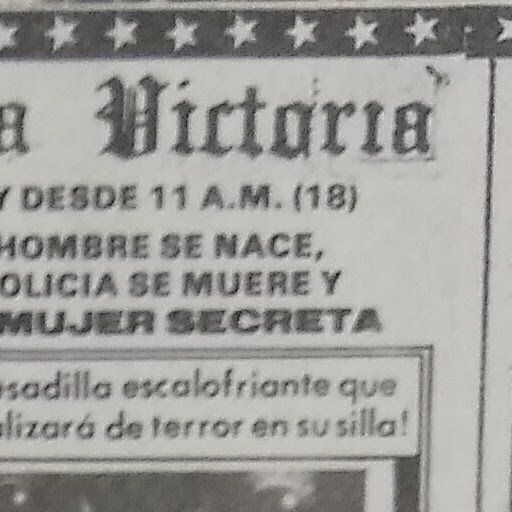 a Victoria
Y DESDE 11 A.M. (18)
HOMBRE SE NACE,
OLICIA SE MUERE Y
MUJER SECRETA
esadilla escalofriante que
alizará de terror en su silla!